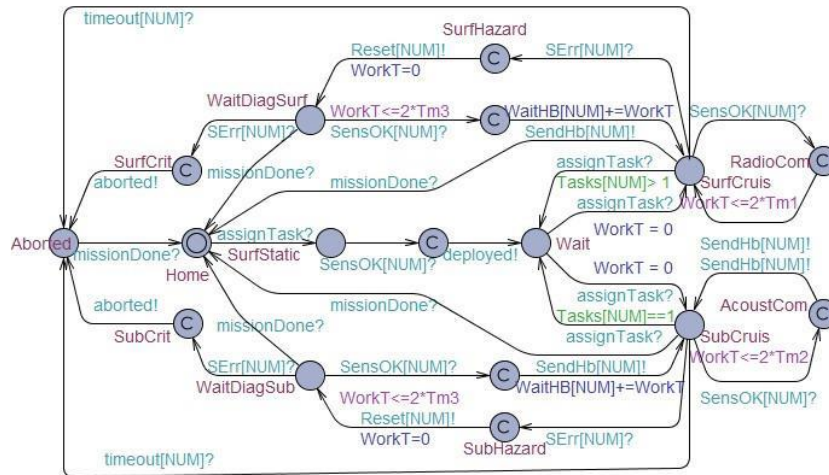 timeout[NUM]?
SurfHazard
Reset[NUM]!
SErr[NUM]?
WorkT=0
WaitDiagSurf
WorkT<=2*Tm3
WaitHB[NUM]+=WorkT
SensOK[NUM]?
SErr[NUM]?
SensOK[NUM]?
SendHb[NUM]!
SurfCrit
assignTask?
RadioCom
missionDone?
missionDone?
aborted!
Tasks[NUM]> 1
SurfCruis
assignTask?
WorkT<=2*Tm1
assignTask?
Aborted
missionDone?
SurfStatic
Wait
WorkT = 0
SendHb[NUM]!
Home
SensOK[NUM]?
deployed!
WorkT = 0
SendHb[NUM]!
aborted!
missionDone?
assignTask?
AcoustCom
missionDone?
Tasks[NUM]==1
SubCrit
assignTask?
SubCruis
SErr[NUM]?
SensOK[NUM]?
SendHb[NUM]!
WorkT<=2*Tm2
WaitDiagSub
WaitHB[NUM]+=WorkT
WorkT<=2*Tm3
SensOK[NUM]?
Reset[NUM]!
WorkT=0
SubHazard
SErr[NUM]?
timeout[NUM]?
C
C
C
C
C
C
C
C
C